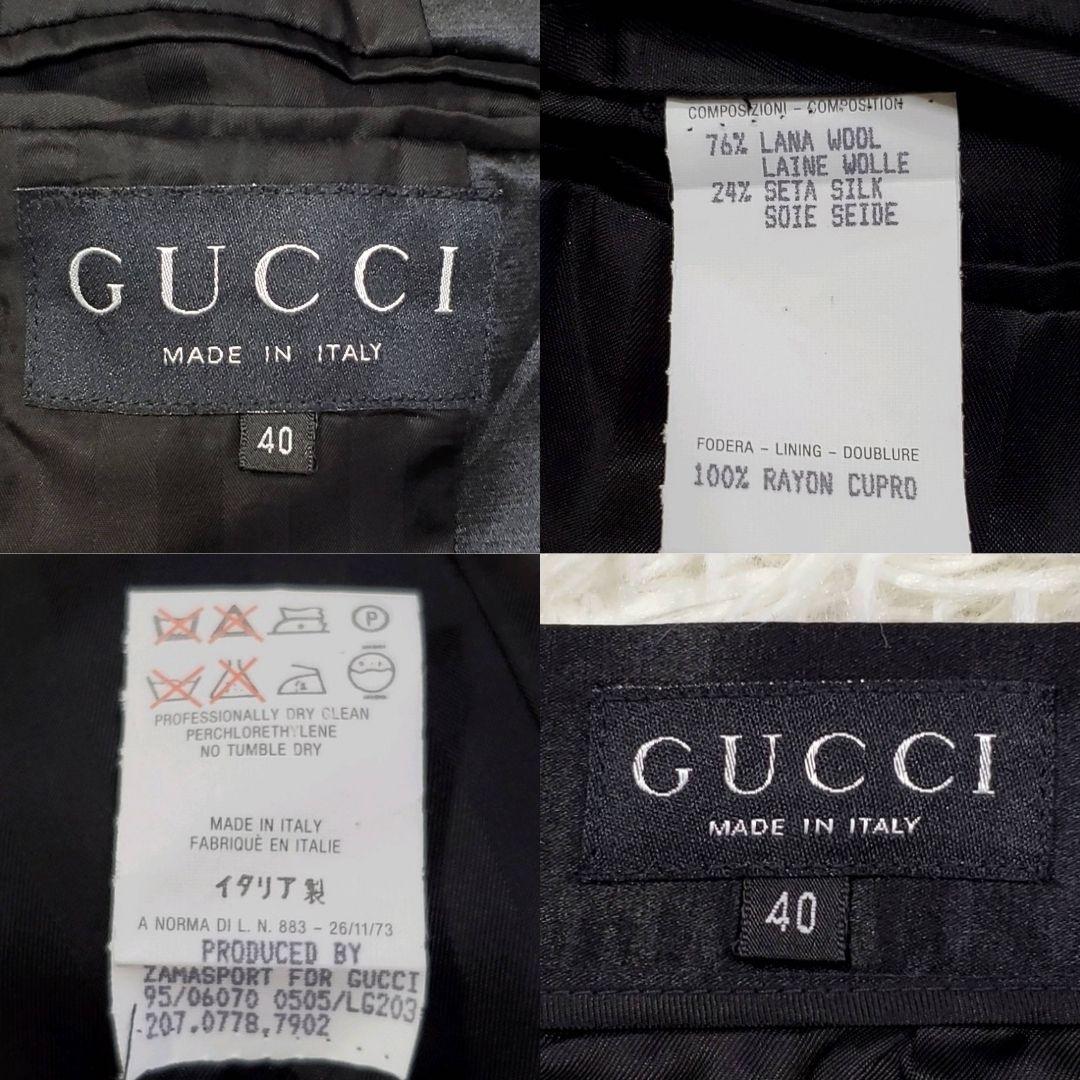 GUCCI
MADE IN ITALY
40
COMPOSIZIONI - COMPOSITION
76% LANA WOOL
LAINE WOLLE
24% SETA SILK
SOIE SEIDE
FODERA - LINING - DOUBLURE
100% RAYON CUPRO
P
PROFESSIONALLY DRY CLEAN
PERCHLORETHYLENE
NO TUMBLE DRY
MADE IN ITALY
FABRIQUÈ EN ITALIE
イタリア製
A NORMA DI L. N. 883 - 26/11/73
PRODUCED BY
ZAMASPORT FOR GUCCI
95/06070 0505/LG203
207.0778.7902
GUCCI
MADE IN ITALY
40